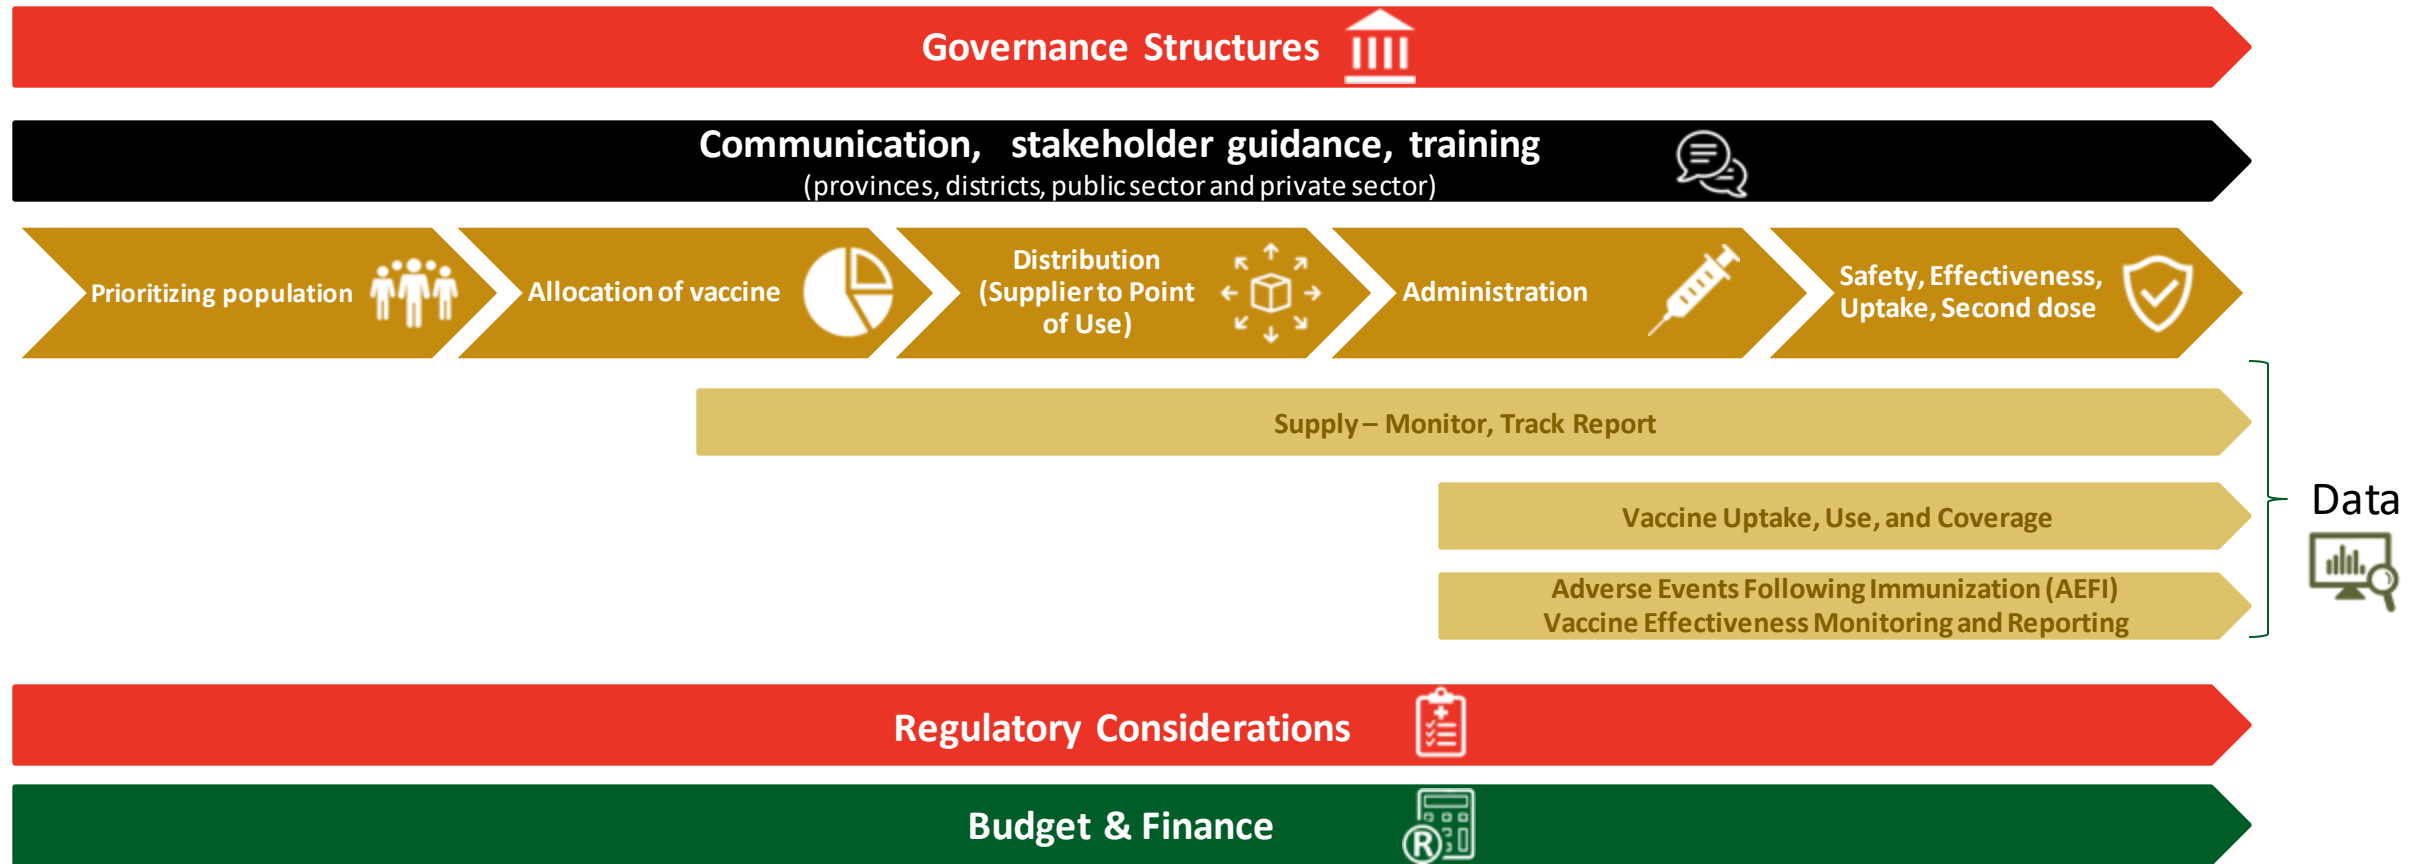 Governance Structures
Communication, stakeholder guidance, training
(provinces, districts, public sector and private sector)
Prioritizing population
Allocation of vaccine
Distribution
(Supplier to Point
of Use)
Administration
Safety, Effectiveness,
Uptake, Second dose
Supply – Monitor, Track Report
Vaccine Uptake, Use, and Coverage
Adverse Events Following Immunization (AEFI)
Vaccine Effectiveness Monitoring and Reporting
Data
Regulatory Considerations
Budget & Finance
R